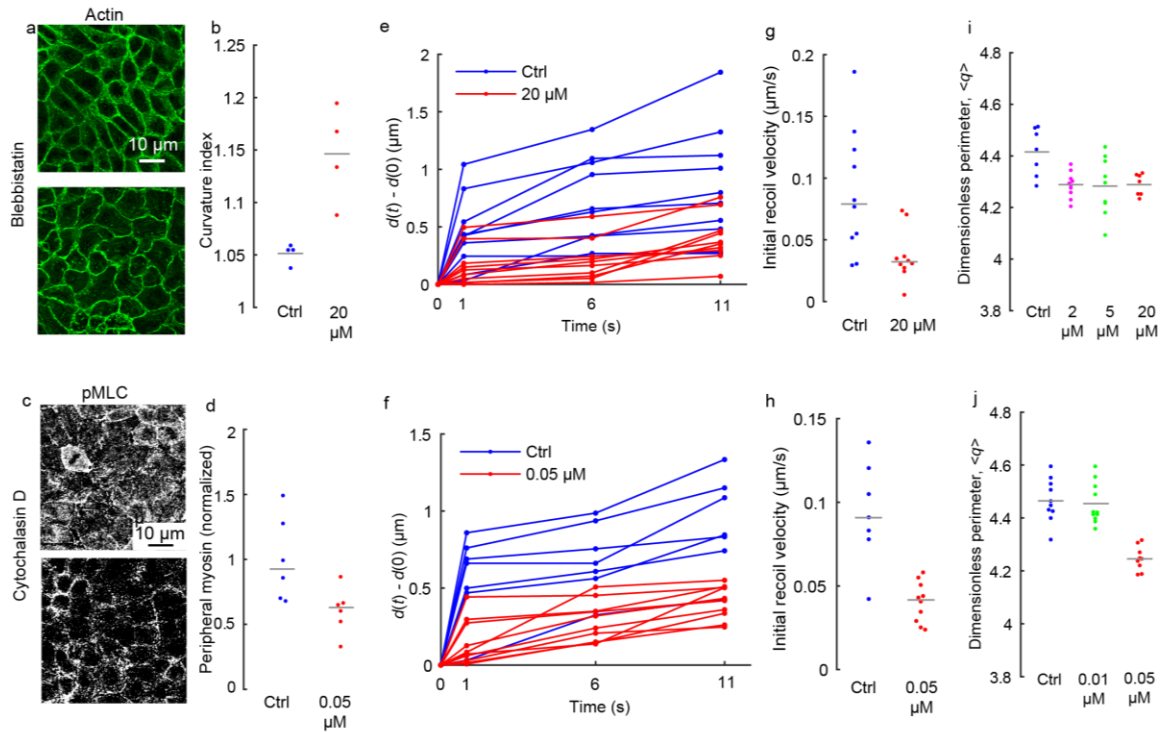 Actin
a
Blebbistatin
10 µm
b
Curvature index
1.25
1.2
1.15
1.1
1.05
1
Ctrl
20
µM
e
d(t) - d(0) (µm)
2
1.5
1
0.5
0
Ctrl
20 µM
0
1
6
11
Time (s)
g
Initial recoil velocity (µm/s)
0.2
0.15
0.1
0.05
0
Ctrl
20 µM
i
Dimensionless perimeter, <q>
4.8
4.6
4.4
4.2
4
3.8
Ctrl
2
µM
5
µM
20
µM
pMLC
c
Cytochalasin D
10 µm
d
Peripheral myosin (normalized)
2
1.5
1
0.5
0
Ctrl
0.05
µM
f
d(t) - d(0) (µm)
1.5
1
0.5
0
Ctrl
0.05 µM
0
1
6
11
Time (s)
h
Initial recoil velocity (µm/s)
0.15
0.1
0.05
0
Ctrl
0.05
µM
j
Dimensionless perimeter, <q>
4.8
4.6
4.4
4.2
4
3.8
Ctrl
0.01
µM
0.05
µM